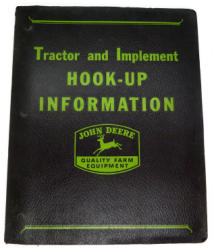 Tractor and Implement
HOOK-UP
INFORMATION
JOHN DEERE
QUALITY FARM
EQUIPMENT